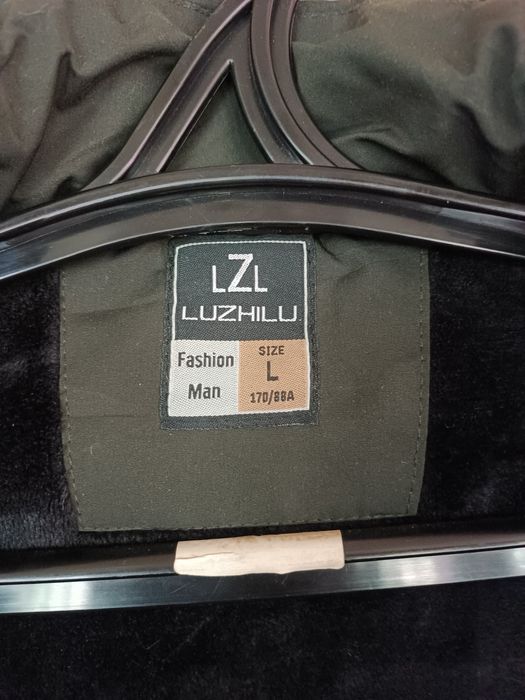 LZL
LUZHILU
Fashion
Man
SIZE
L
170/88A